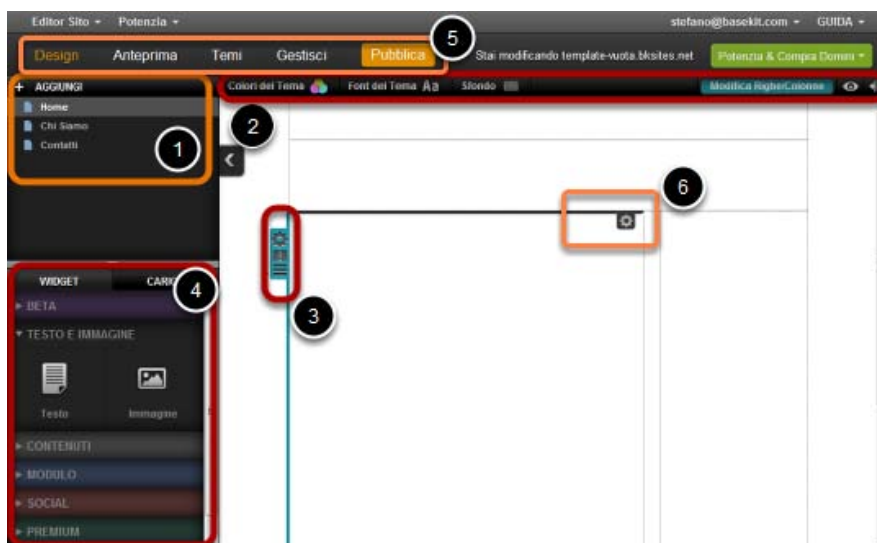 Editor Sito Potenzia stefano@basekit.com GUIDA
Design Anteprima Temi Gestisci Pubblica 5 Stai modificando template-vuota.bksites.net Potenzia & Compra Domini
+ AGGIUNGI Colori del Tema Font del Tema Aa Sfondo Modifica Righe/Colonne
Home
Chi Siamo
Contatti
1
2
6
3
WIDGET CARIC
4
BETA
TESTO E IMMAGINE
Testo Immagine
CONTENUTI
MODULO
SOCIAL
PREMIUM